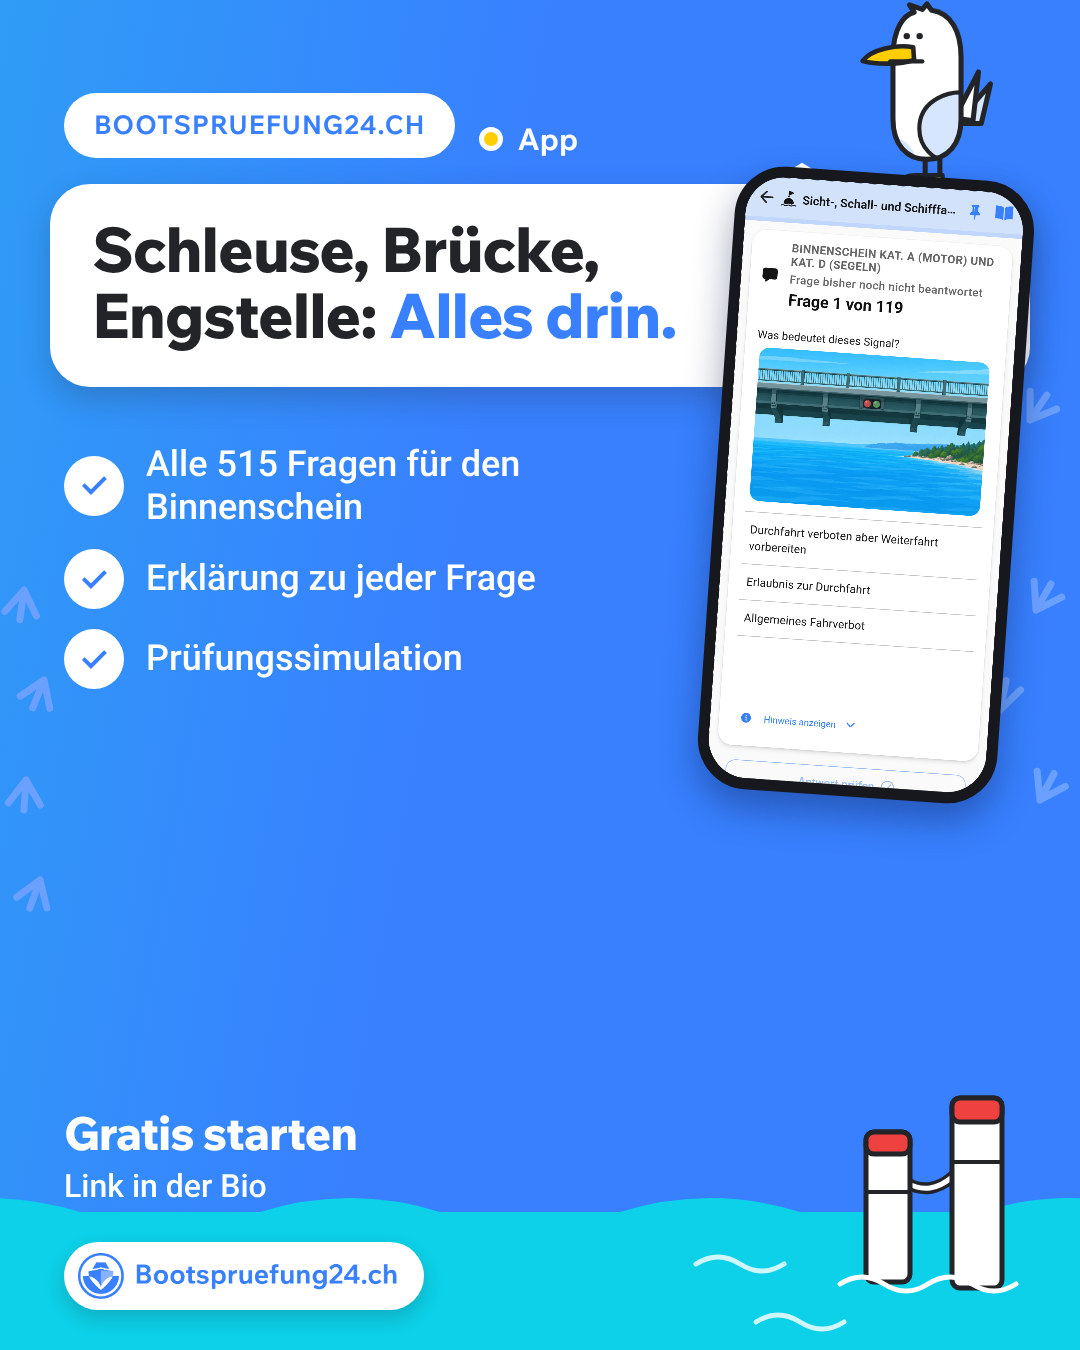 BOOTSPRUEFUNG24.CH
App
Schleuse, Brücke,
Engstelle: Alles drin.
Alle 515 Fragen für den
Binnenschein
Erklärung zu jeder Frage
Prüfungssimulation
Sicht-, Schall- und Schifffa...
BINNENSCHEIN KAT. A (MOTOR) UND
KAT. D (SEGELN)
Frage bisher noch nicht beantwortet
Frage 1 von 119
Was bedeutet dieses Signal?
Durchfahrt verboten aber Weiterfahrt
vorbereiten
Erlaubnis zur Durchfahrt
Allgemeines Fahrverbot
Hinweis anzeigen
Antwort prüfen
Gratis starten
Link in der Bio
Bootspruefung24.ch